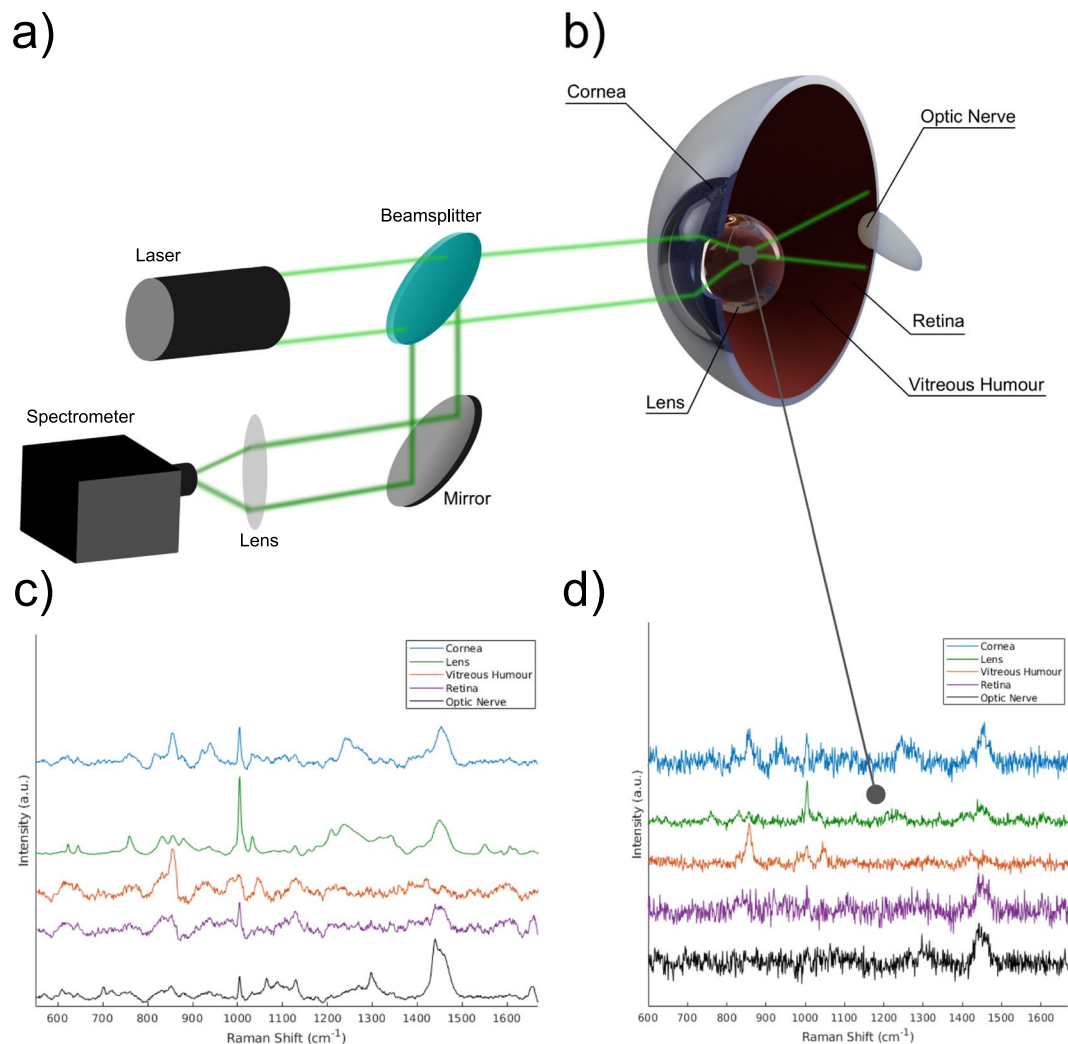 a)
b)
Cornea
Optic Nerve
Beamsplitter
Laser
Retina
Vitreous Humour
Lens
Spectrometer
Mirror
Lens
c)
d)
Cornea
Lens
Vitreous Humour
Retina
Optic Nerve
Intensity (a.u.)
600 700 800 900 1000 1100 1200 1300 1400 1500 1600
Raman Shift (cm⁻¹)
Cornea
Lens
Vitreous Humour
Retina
Optic Nerve
Intensity (a.u.)
600 700 800 900 1000 1100 1200 1300 1400 1500 1600
Raman Shift (cm⁻¹)